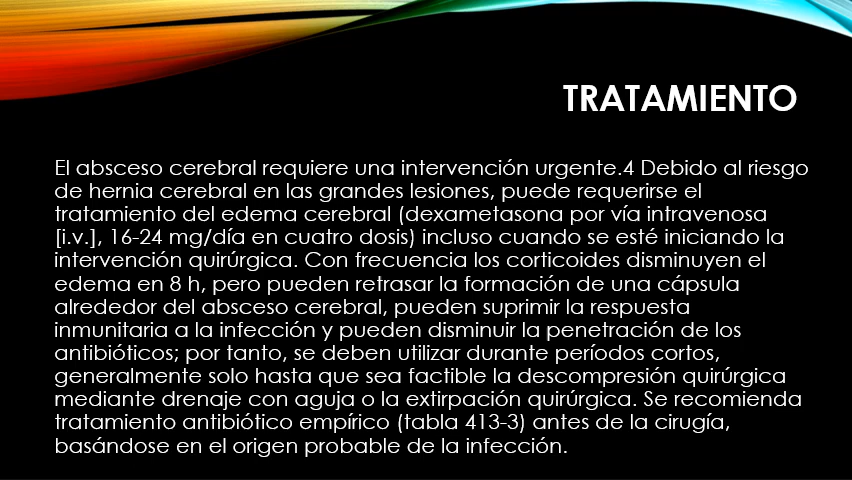 TRATAMIENTO
El absceso cerebral requiere una intervención urgente.4 Debido al riesgo
de hernia cerebral en las grandes lesiones, puede requerirse el
tratamiento del edema cerebral (dexametasona por vía intravenosa
[i.v.], 16-24 mg/día en cuatro dosis) incluso cuando se esté iniciando la
intervención quirúrgica. Con frecuencia los corticoides disminuyen el
edema en 8 h, pero pueden retrasar la formación de una cápsula
alrededor del absceso cerebral, pueden suprimir la respuesta
inmunitaria a la infección y pueden disminuir la penetración de los
antibióticos; por tanto, se deben utilizar durante períodos cortos,
generalmente solo hasta que sea factible la descompresión quirúrgica
mediante drenaje con aguja o la extirpación quirúrgica. Se recomienda
tratamiento antibiótico empírico (tabla 413-3) antes de la cirugía,
basándose en el origen probable de la infección.